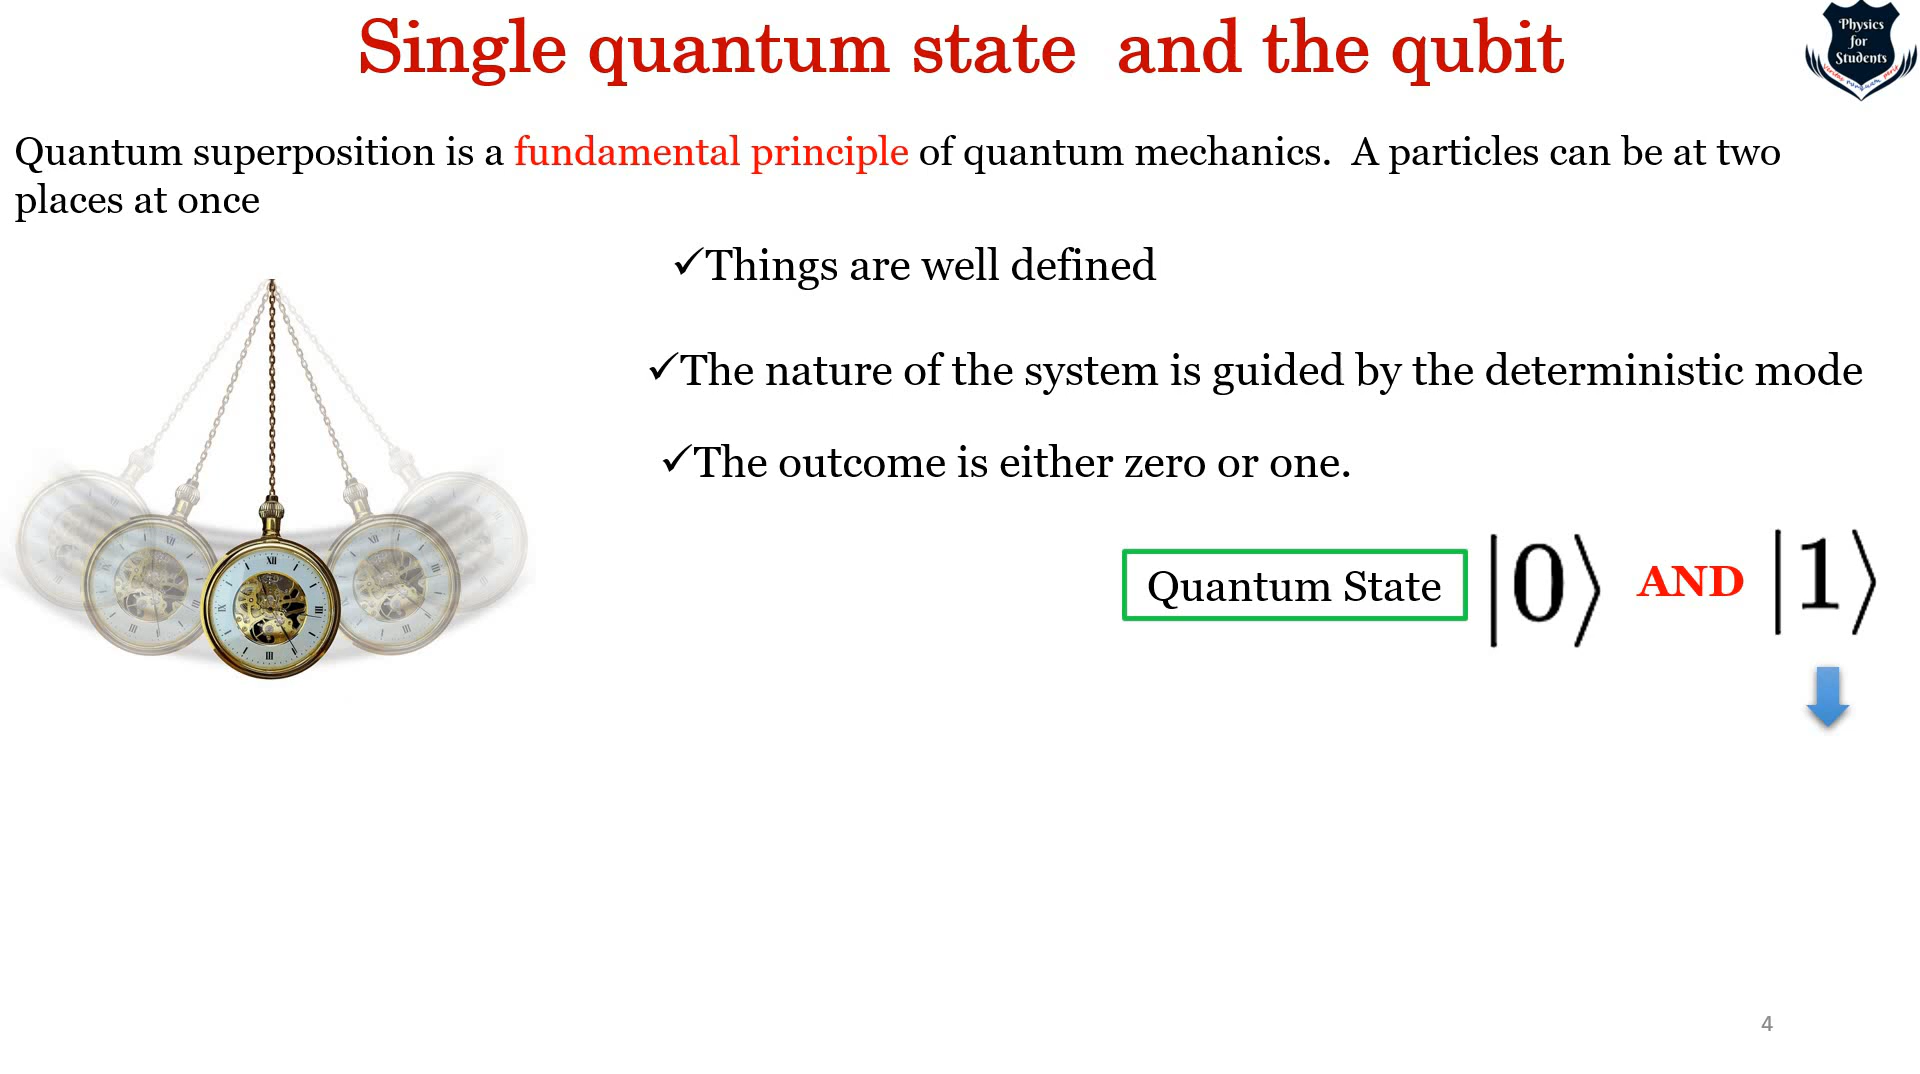 Single quantum state  and the qubit
Physics
for
Students
Quantum superposition is a fundamental principle of quantum mechanics.  A particles can be at two
places at once
✓Things are well defined
✓The nature of the system is guided by the deterministic mode
✓The outcome is either zero or one.
Quantum State |0⟩ AND |1⟩
XII
III
4